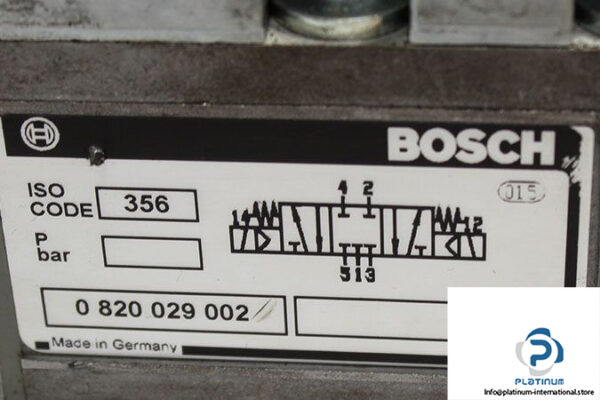 BOSCH
ISO CODE 356
015
4 2
14 12
P bar
513
0 820 029 002
Made in Germany
PLATINUM
Info@platinum-international.store